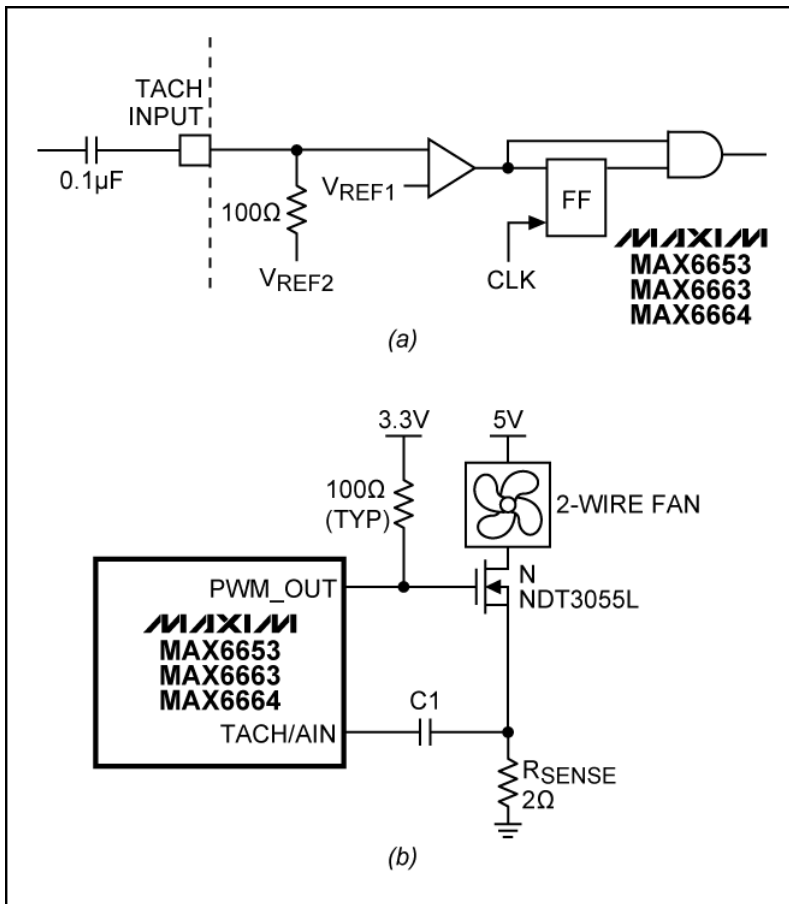 TACH
INPUT
0.1µF
100Ω
VREF1
VREF2
FF
CLK
MAXIM
MAX6653
MAX6663
MAX6664
(a)
3.3V
5V
100Ω
(TYP)
2-WIRE FAN
PWM_OUT
N
NDT3055L
MAXIM
MAX6653
MAX6663
MAX6664
C1
TACH/AIN
RSENSE
2Ω
(b)